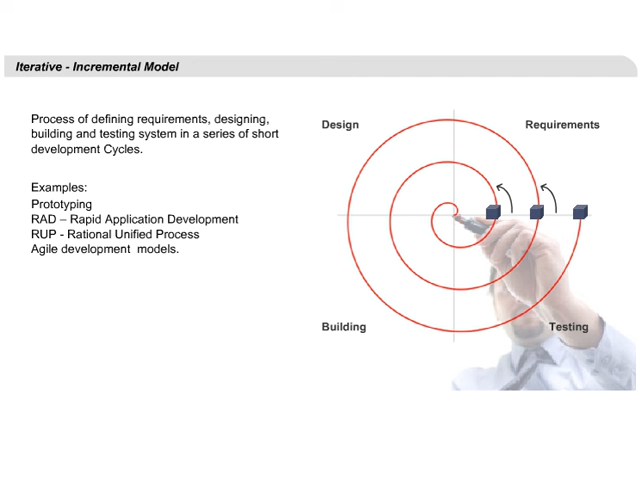 Iterative - Incremental Model
Process of defining requirements, designing,
building and testing system in a series of short
development Cycles.
Examples:
Prototyping
RAD – Rapid Application Development
RUP - Rational Unified Process
Agile development models.
Design
Requirements
Building
Testing